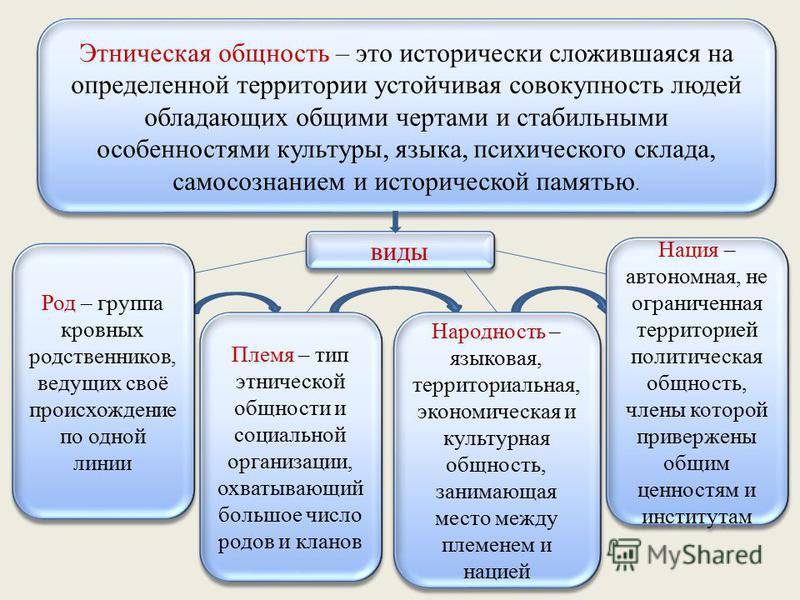 Этническая общность – это исторически сложившаяся на
определенной территории устойчивая совокупность людей
обладающих общими чертами и стабильными
особенностями культуры, языка, психического склада,
самосознанием и исторической памятью.
виды
Род – группа
кровных
родственников,
ведущих своё
происхождение
по одной
линии
Племя – тип
этнической
общности и
социальной
организации,
охватывающий
большое число
родов и кланов
Народность –
языковая,
территориальная,
экономическая и
культурная
общность,
занимающая
место между
племенем и
нацией
Нация –
автономная, не
ограниченная
территорией
политическая
общность,
члены которой
привержены
общим
ценностям и
институтам
MyShared